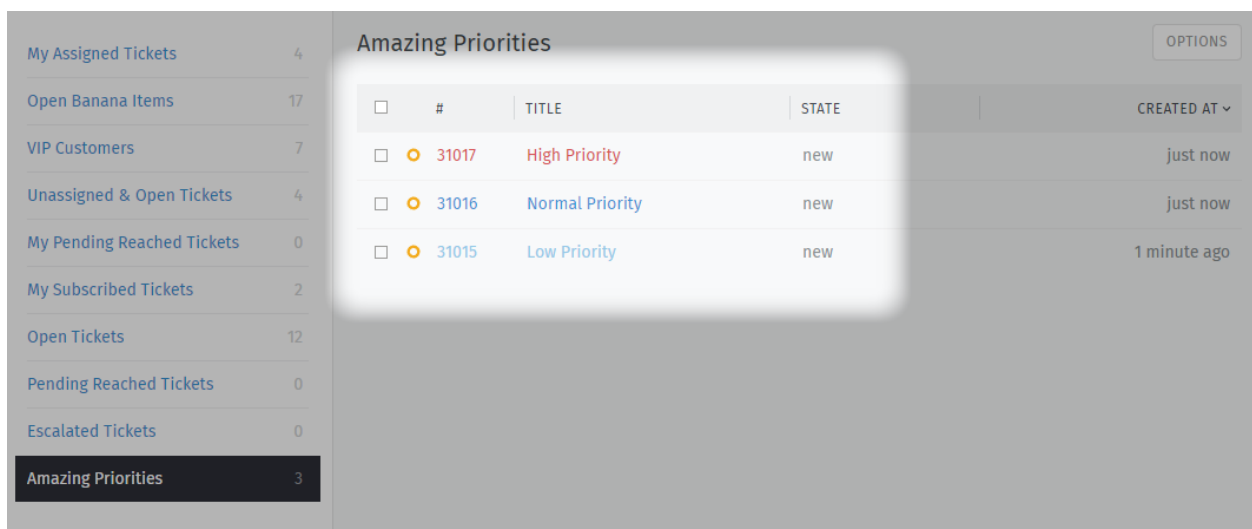 My Assigned Tickets 4
Open Banana Items 17
VIP Customers 7
Unassigned & Open Tickets 4
My Pending Reached Tickets 0
My Subscribed Tickets 2
Open Tickets 12
Pending Reached Tickets 0
Escalated Tickets 0
Amazing Priorities 3
Amazing Priorities OPTIONS
# TITLE STATE CREATED AT
31017 High Priority new just now
31016 Normal Priority new just now
31015 Low Priority new 1 minute ago